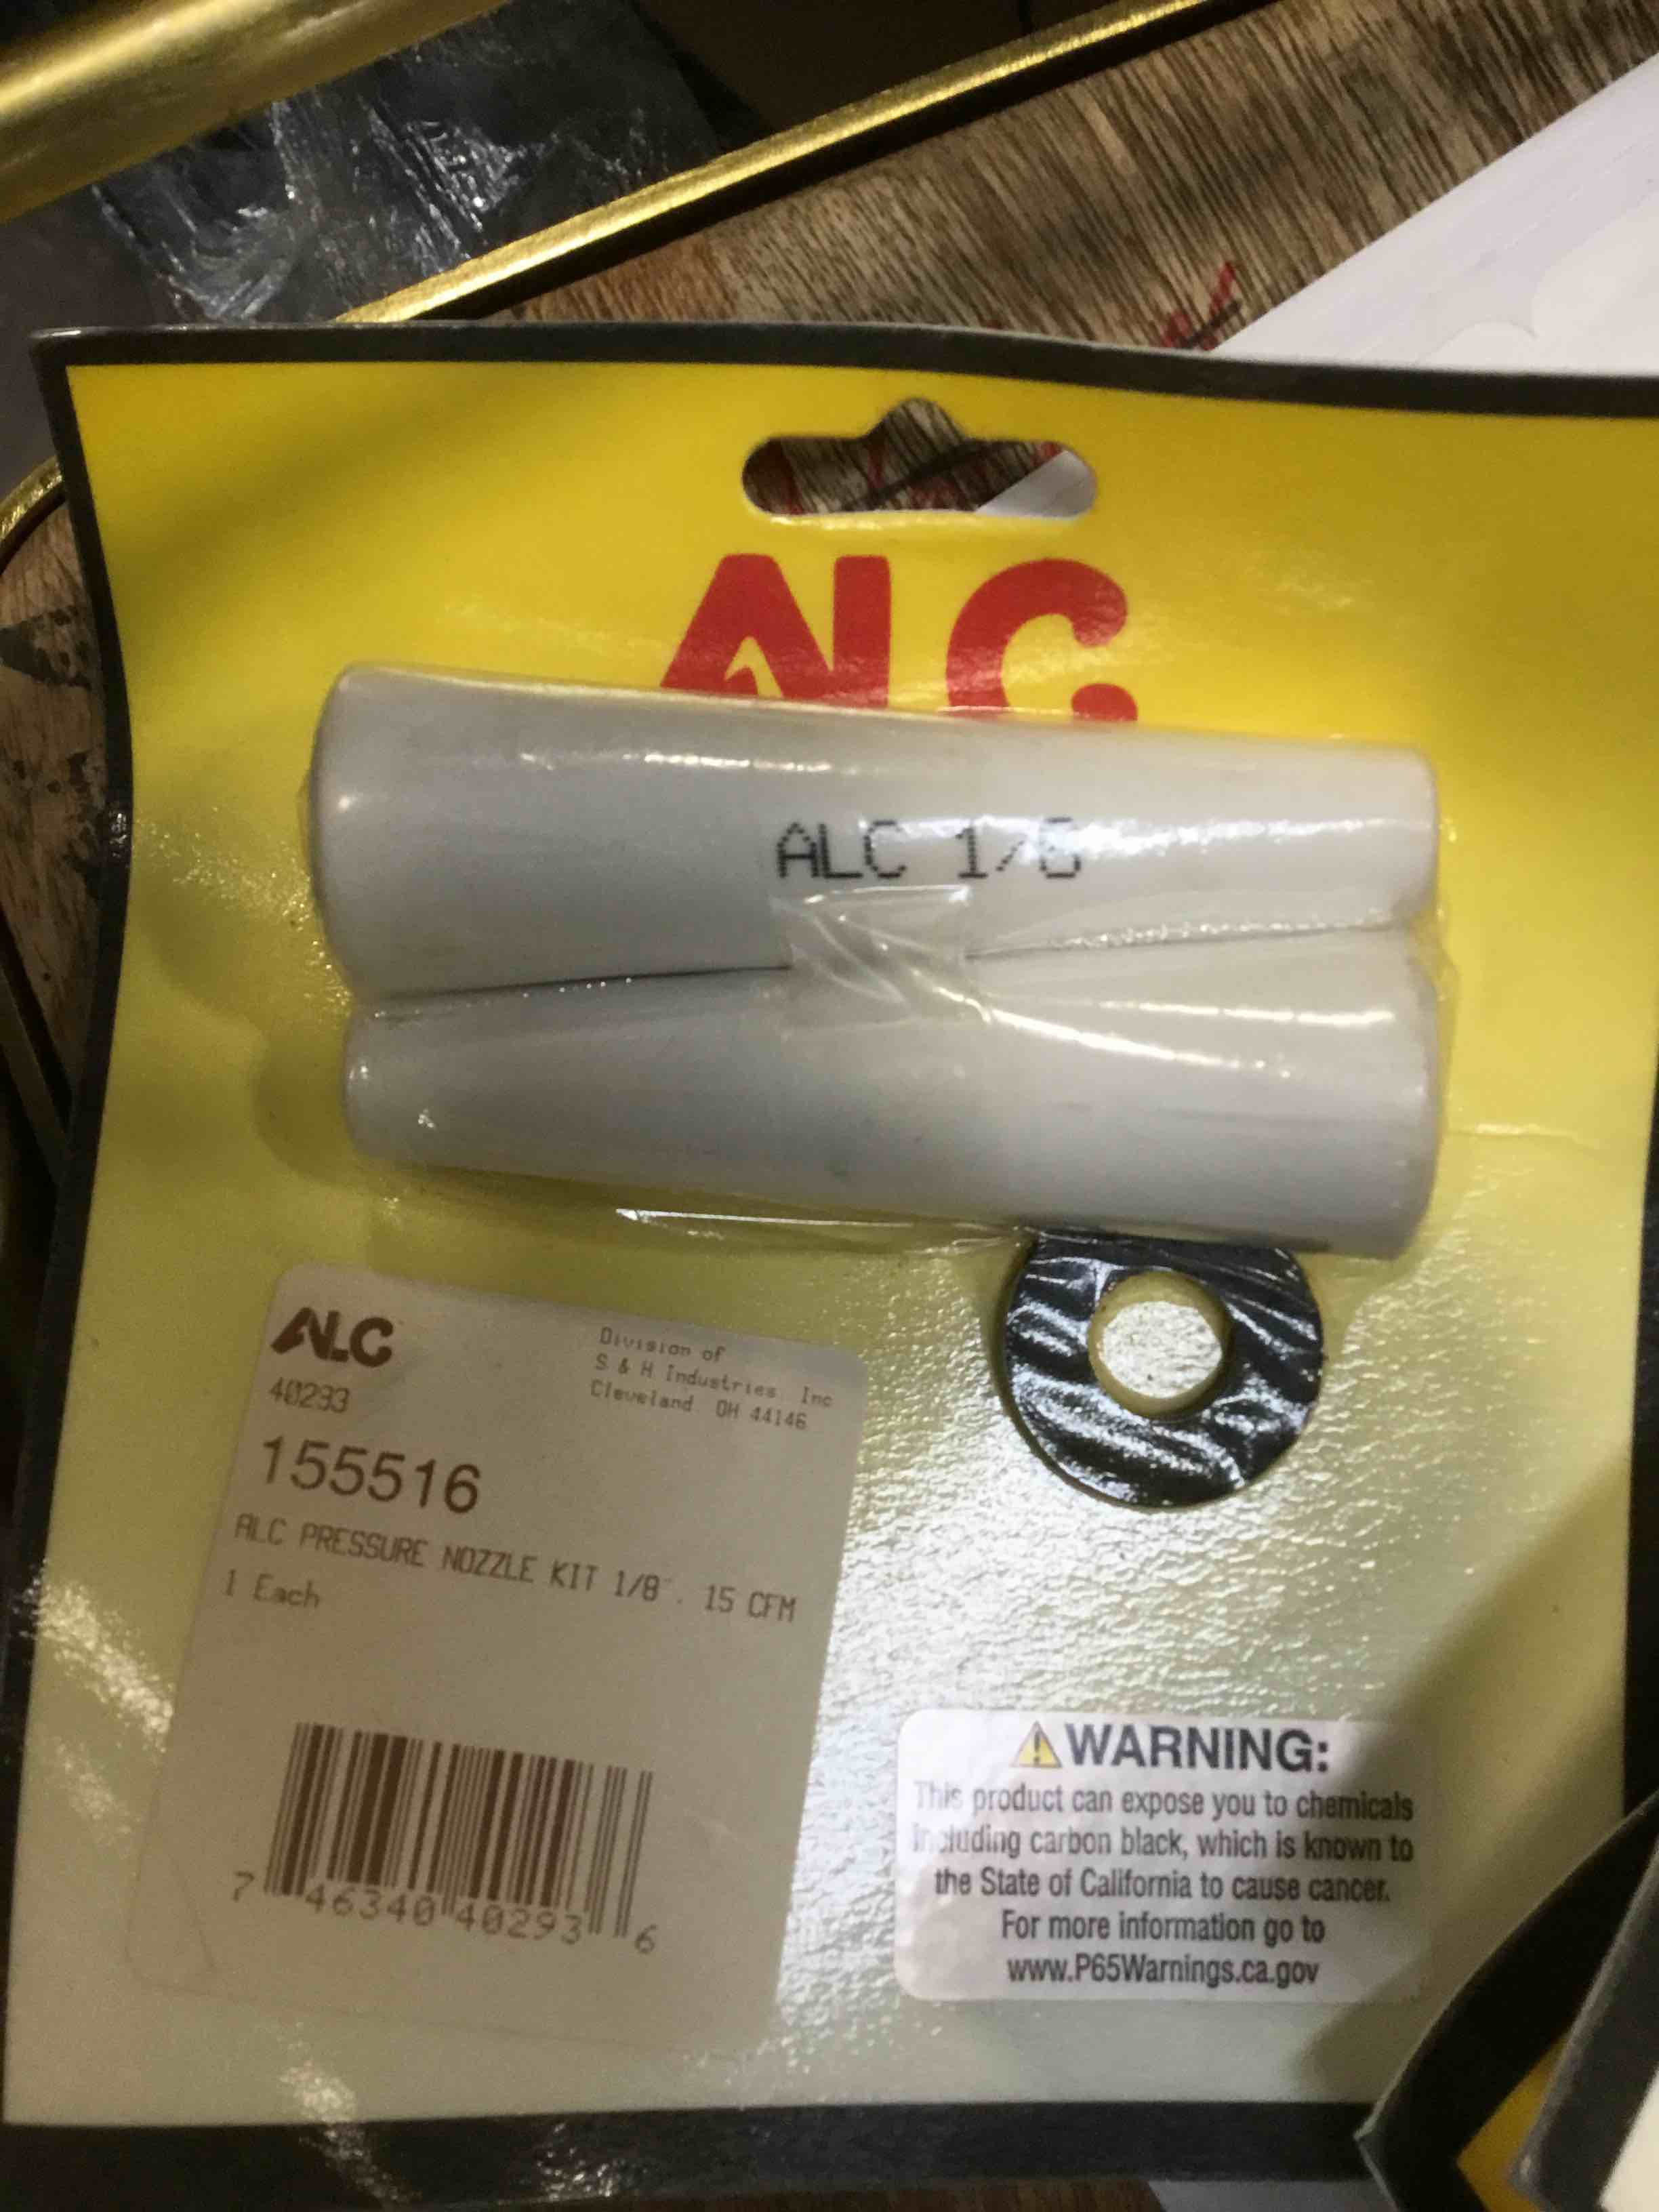 ALC
ALC 1/8
ALC
40293
Division of
S & H Industries, Inc
Cleveland OH 44146
155516
ALC PRESSURE NOZZLE KIT 1/8", 15 CFM
1 Each
7 46340 40293 6
WARNING:
This product can expose you to chemicals
including carbon black, which is known to
the State of California to cause cancer.
For more information go to
www.P65Warnings.ca.gov